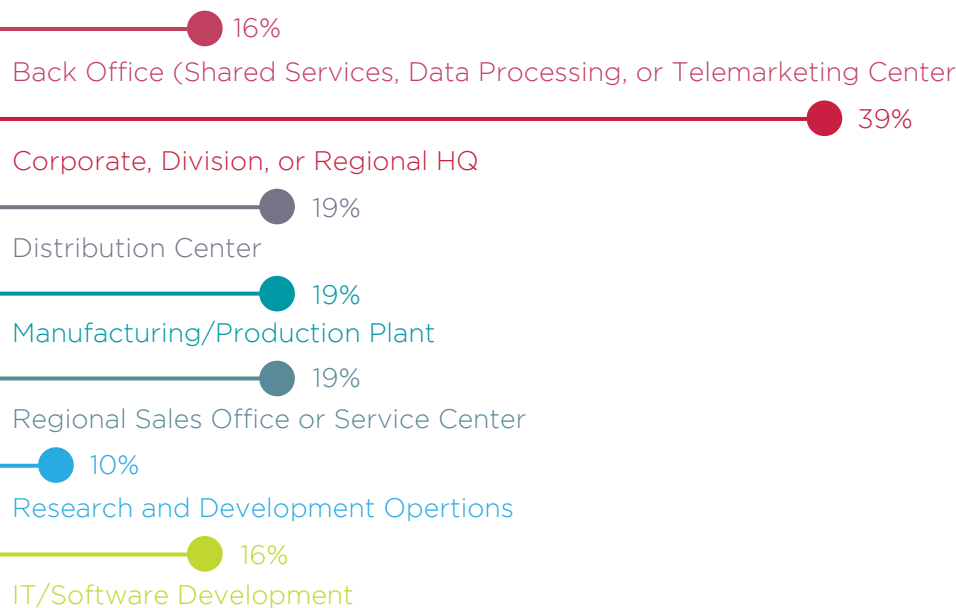 16%
Back Office (Shared Services, Data Processing, or Telemarketing Center
39%
Corporate, Division, or Regional HQ
19%
Distribution Center
19%
Manufacturing/Production Plant
19%
Regional Sales Office or Service Center
10%
Research and Development Opertions
16%
IT/Software Development